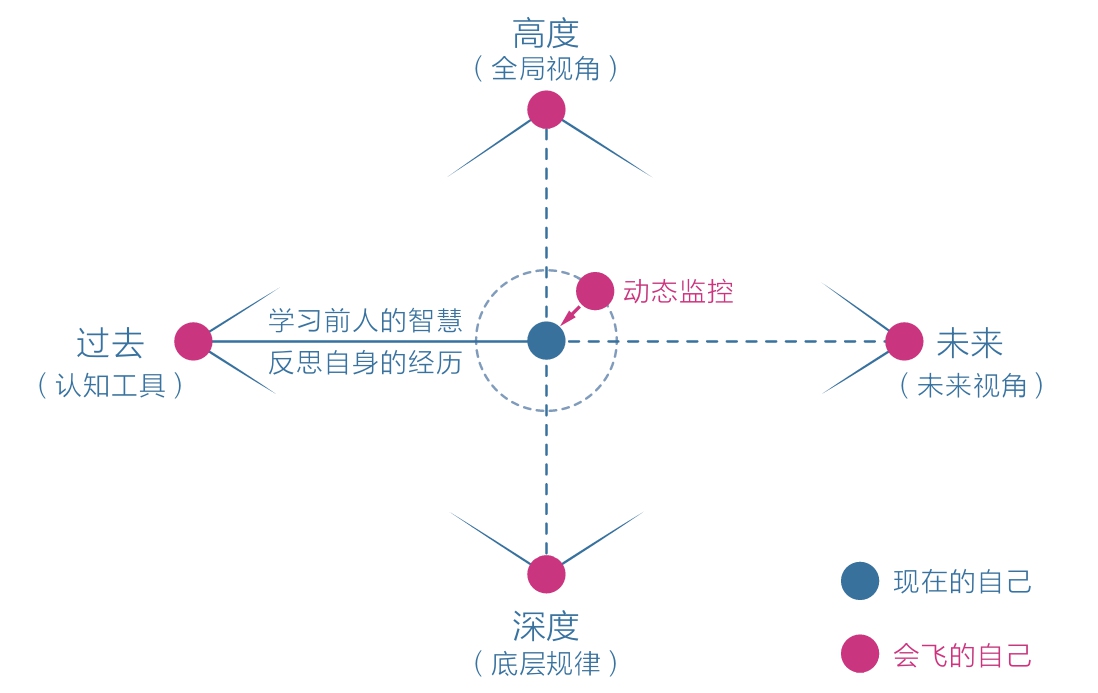 高度
（全局视角）
动态监控
学习前人的智慧
过去
未来
反思自身的经历
（认知工具）
（未来视角）
现在的自己
深度
（底层规律）
会飞的自己